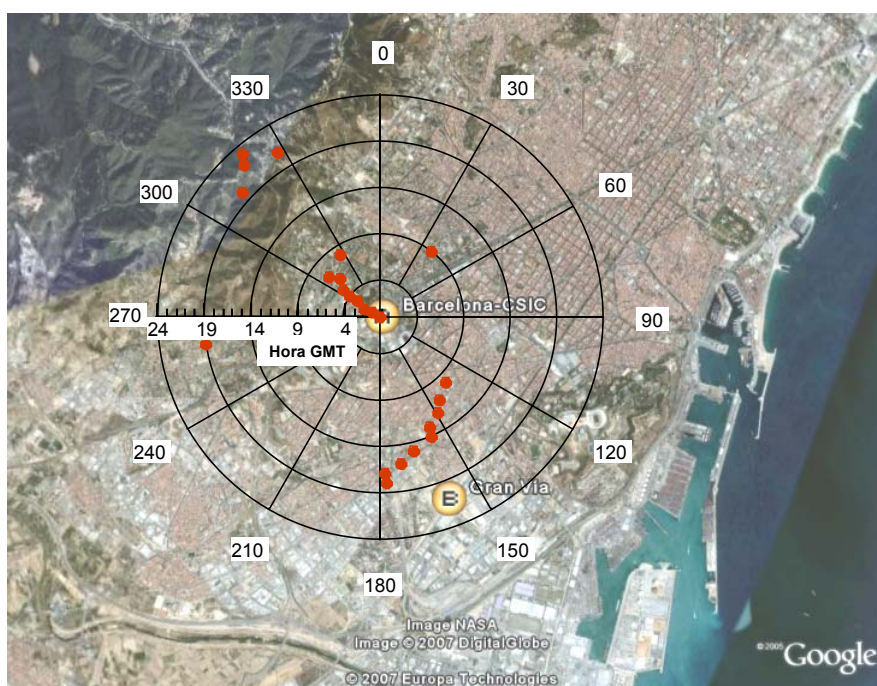 0
330
30
300
60
Barcelona-CSIC
270
90
24 19 14 9 4
Hora GMT
240
120
B Gran Via
210
150
180
Image NASA
Image © 2007 DigitalGlobe
© 2007 Europa Technologies
© 2005 Google